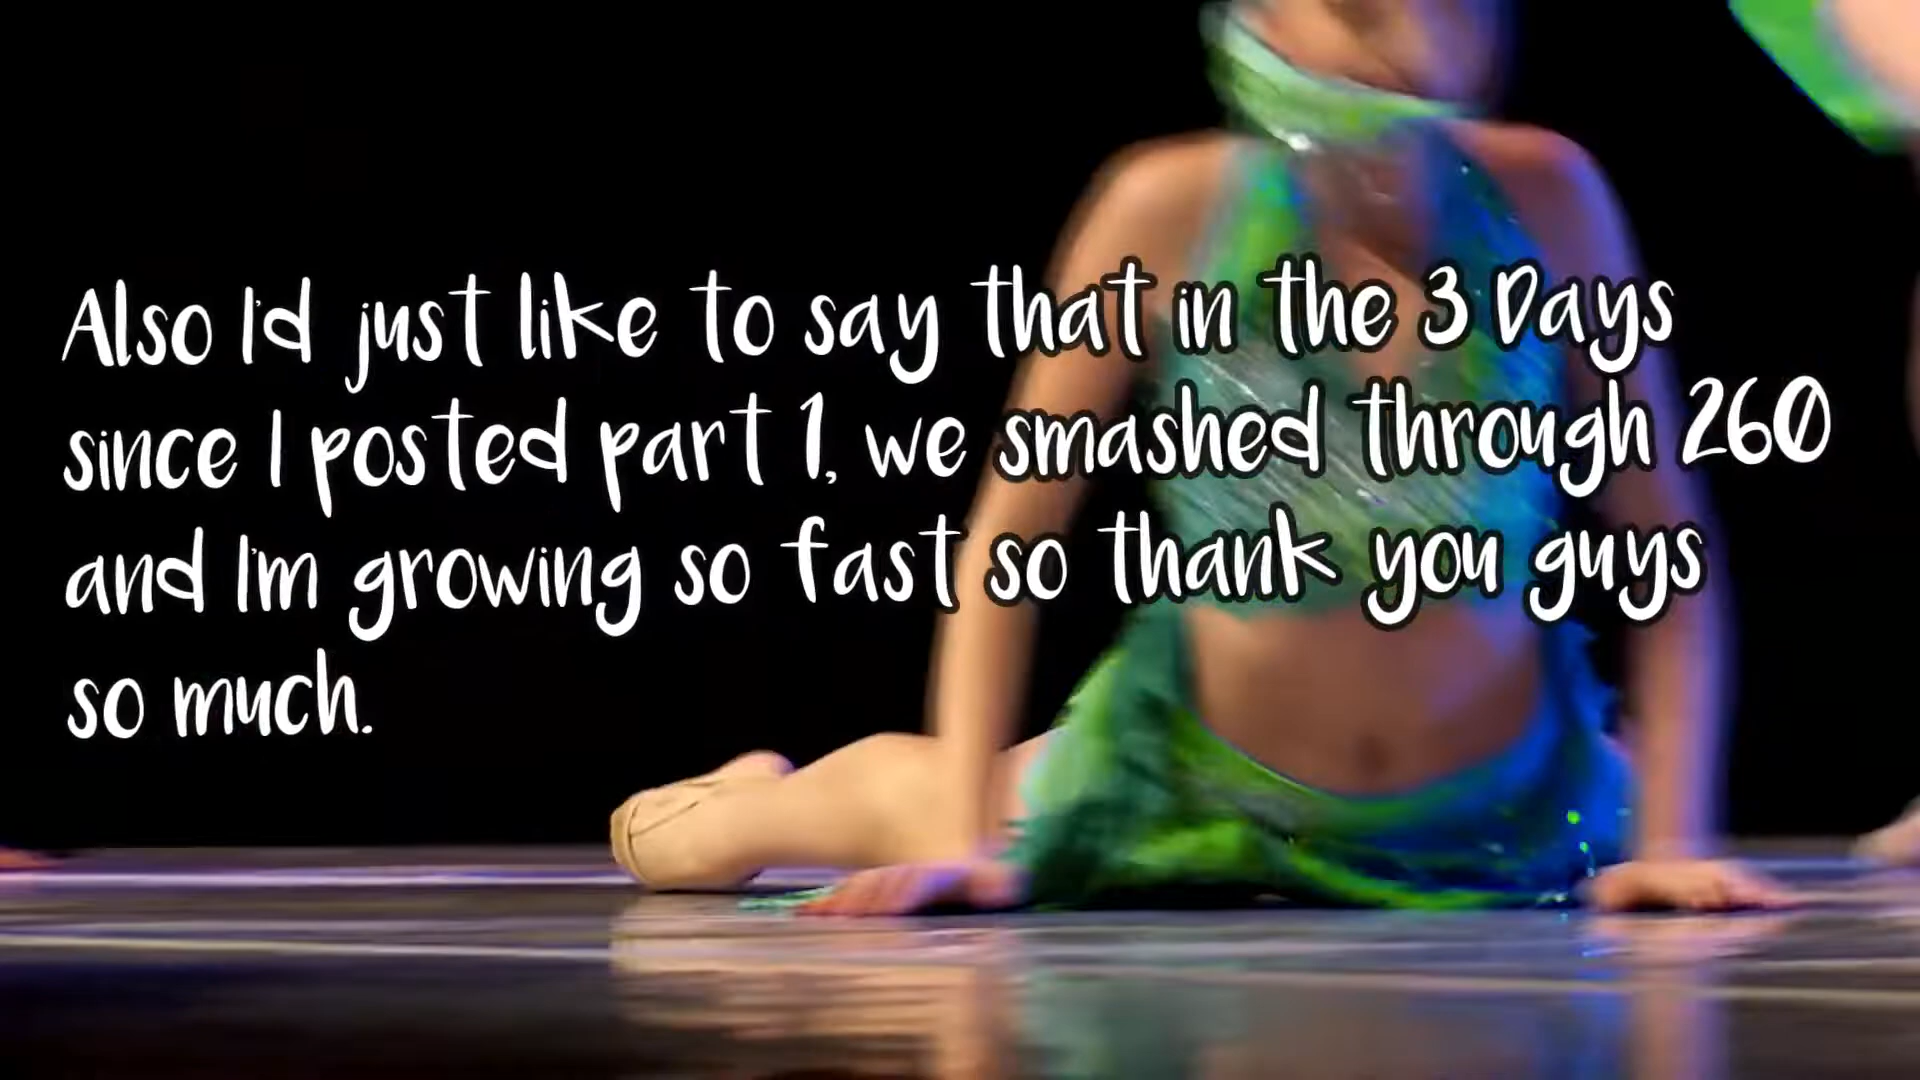 Also I'd just like to say that in the 3 Days
since I posted part 1, we smashed through 260
and I'm growing so fast so thank you guys
so much.